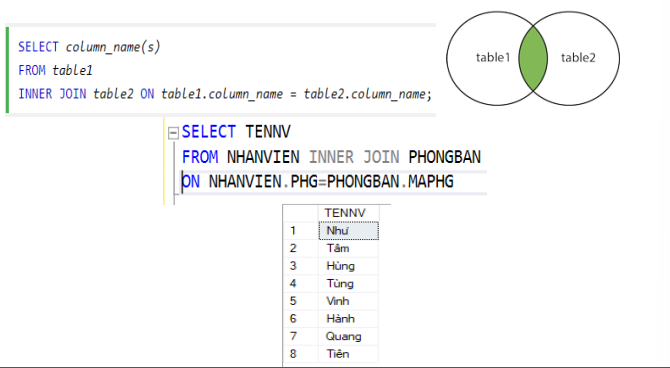 SELECT column_name(s)
FROM table1
INNER JOIN table2 ON table1.column_name = table2.column_name;
table1 table2
SELECT TENNV
FROM NHANVIEN INNER JOIN PHONGBAN
ON NHANVIEN.PHG=PHONGBAN.MAPHG
TENNV
1 Như
2 Tâm
3 Hùng
4 Tùng
5 Vinh
6 Hành
7 Quang
8 Tiên